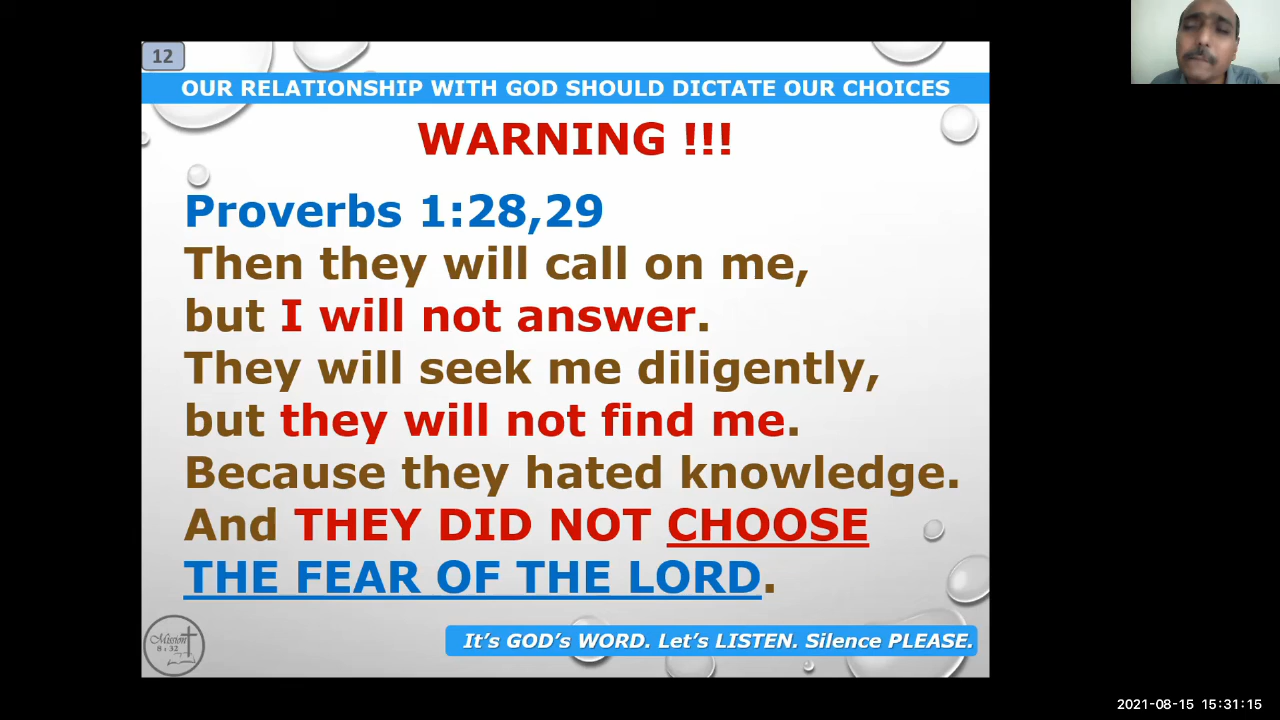 12
OUR RELATIONSHIP WITH GOD SHOULD DICTATE OUR CHOICES
WARNING !!!
Proverbs 1:28,29
Then they will call on me,
but I will not answer.
They will seek me diligently,
but they will not find me.
Because they hated knowledge.
And THEY DID NOT CHOOSE
THE FEAR OF THE LORD.
Mission
8:32
It's GOD's WORD. Let's LISTEN. Silence PLEASE.
2021-08-15 15:31:15